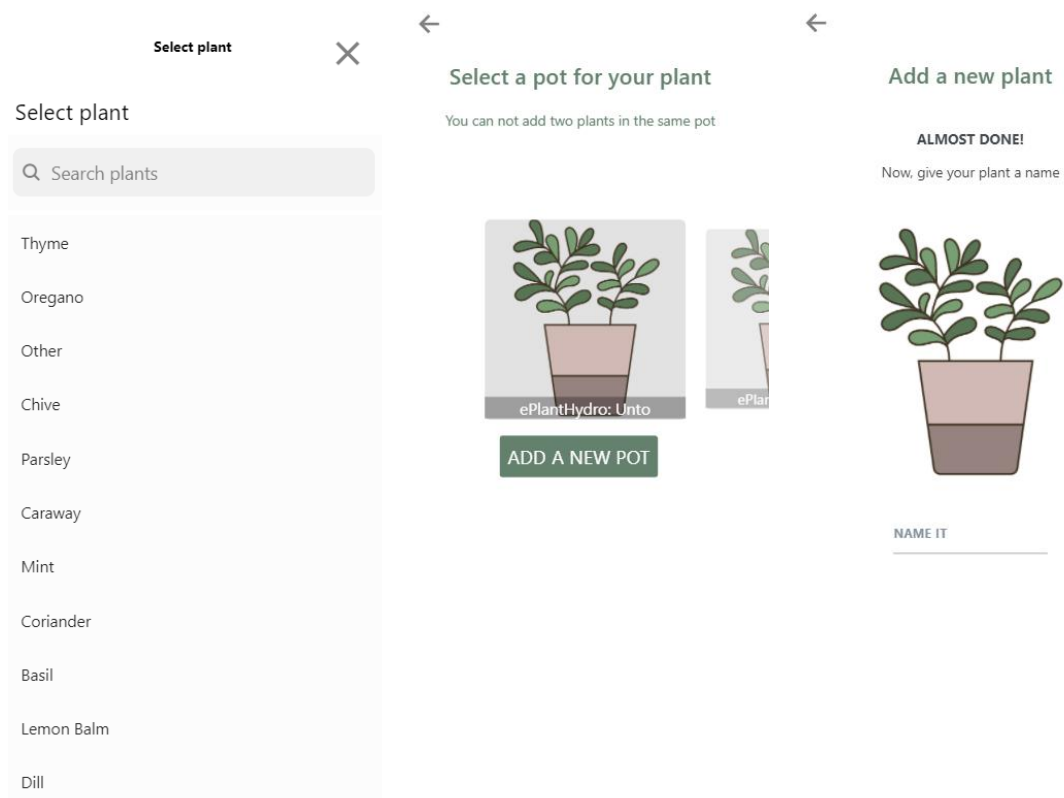 Select plant
Select plant
Search plants
Thyme
Oregano
Other
Chive
Parsley
Caraway
Mint
Coriander
Basil
Lemon Balm
Dill
Select a pot for your plant
You can not add two plants in the same pot
ePlantHydro: Unto
ePlan
ADD A NEW POT
Add a new plant
ALMOST DONE!
Now, give your plant a name
NAME IT